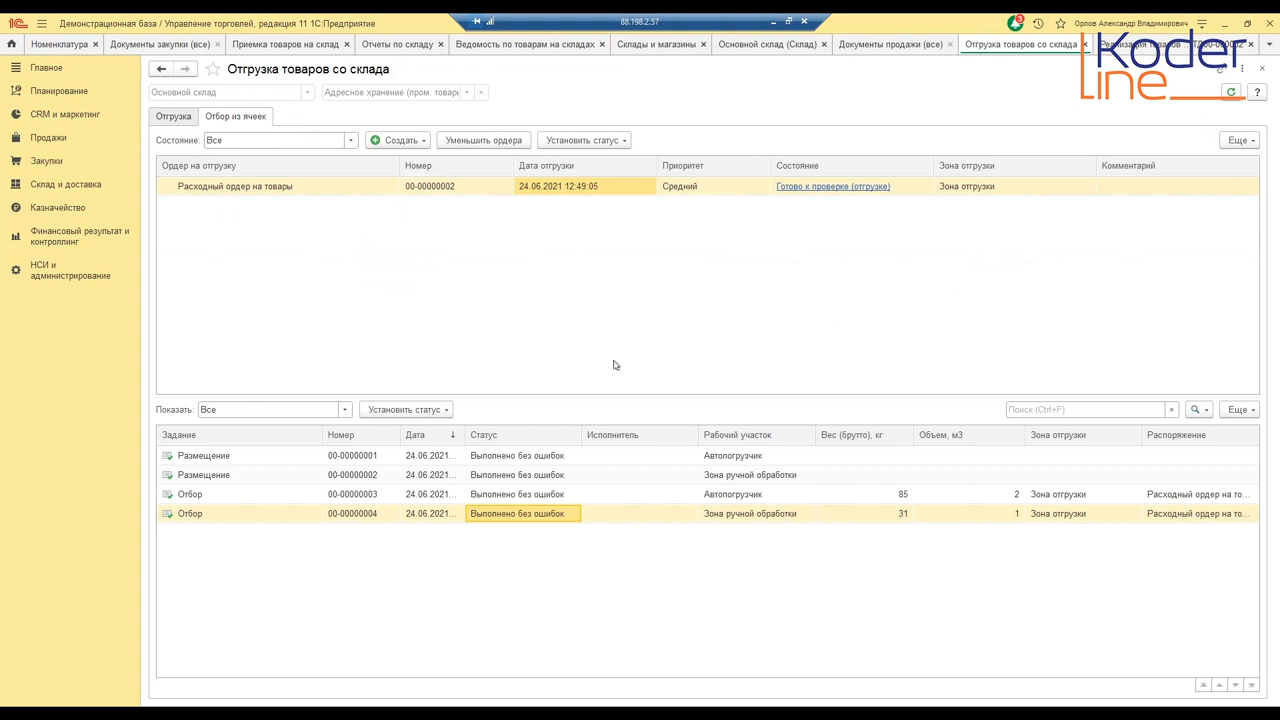 Демонстрационная база / Управление торговлей, редакция 11 1С:Предприятие
88.198.2.57
3
Орлов Александр Владимирович
Номенклатура
Документы закупки (все)
Приемка товаров на склад
Отчеты по складу
Ведомость по товарам на складах
Склады и магазины
Основной склад (Склад)
Документы продажи (все)
Отгрузка товаров со склада
Koder
line
Главное
Планирование
CRM и маркетинг
Продажи
Закупки
Склад и доставка
Казначейство
Финансовый результат и
контроллинг
НСИ и
администрирование
Отгрузка товаров со склада
Основной склад
Адресное хранение (пром. товары
?
Отгрузка
Отбор из ячеек
Состояние: Все Создать Уменьшить ордера Установить статус Еще
Ордер на отгрузку Номер Дата отгрузки Приоритет Состояние Зона отгрузки Комментарий
Расходный ордер на товары 00-00000002 24.06.2021 12:49:05 Средний Готово к проверке (отгрузке) Зона отгрузки
Показать: Все Установить статус Поиск (Ctrl+F) Еще
Задание Номер Дата Статус Исполнитель Рабочий участок Вес (брутто), кг Объем, м3 Зона отгрузки Распоряжение
Размещение 00-00000001 24.06.2021... Выполнено без ошибок Автопогрузчик
Размещение 00-00000002 24.06.2021... Выполнено без ошибок Зона ручной обработки
Отбор 00-00000003 24.06.2021... Выполнено без ошибок Автопогрузчик 85 2 Зона отгрузки Расходный ордер на то...
Отбор 00-00000004 24.06.2021... Выполнено без ошибок Зона ручной обработки 31 1 Зона отгрузки Расходный ордер на то...